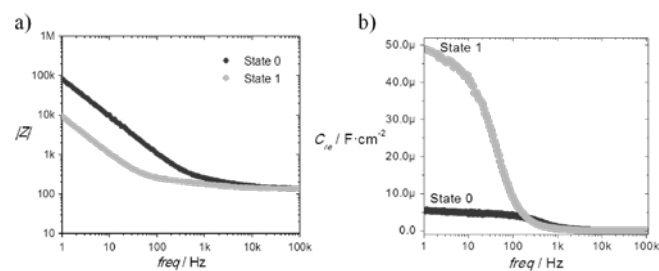 a)
1M
100k
10k
1k
100
10
|Z|
State 0
State 1
1 10 100 1k 10k 100k
freq / Hz
b)
50.0µ
40.0µ
30.0µ
20.0µ
10.0µ
0.0
C_re / F·cm⁻²
State 1
State 0
1 10 100 1k 10k 100k
freq / Hz